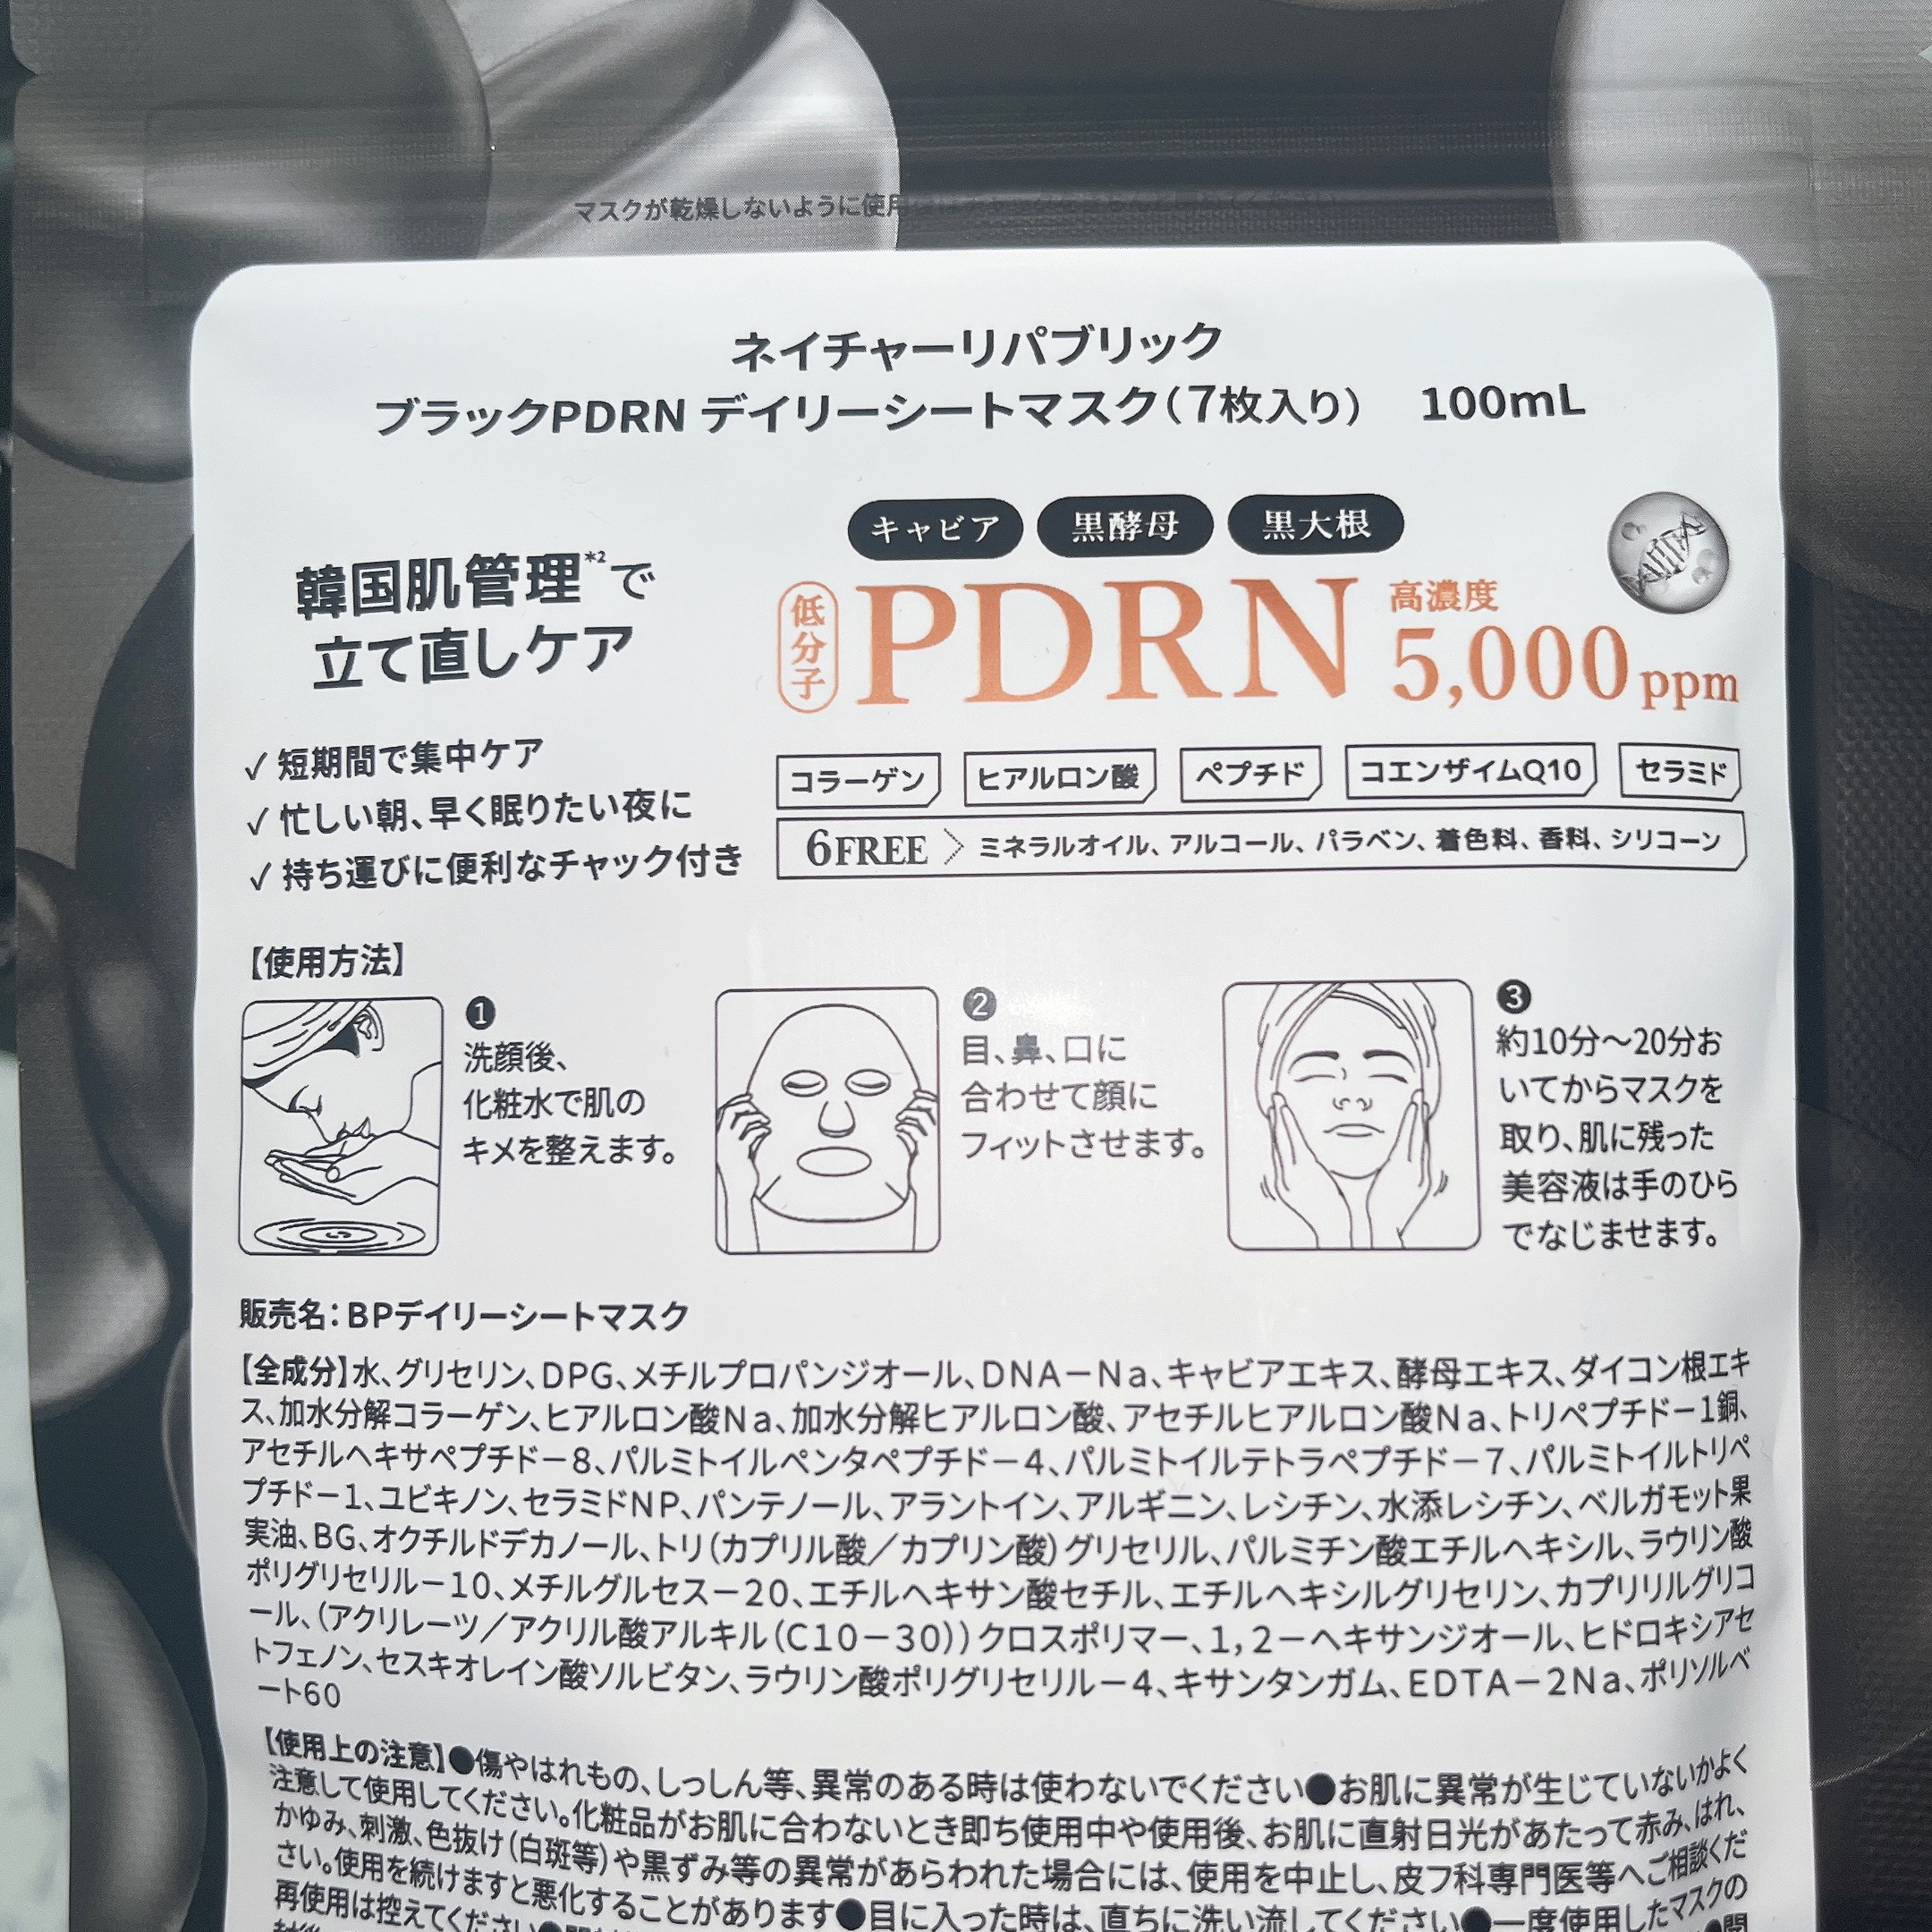 マスクが乾燥しないように使用
ネイチャーリパブリック
ブラックPDRN デイリーシートマスク（7枚入り） 100mL
キャビア 黒酵母 黒大根
韓国肌管理*2で
立て直しケア
低分子 PDRN 高濃度 5,000ppm
✓ 短期間で集中ケア
✓ 忙しい朝、早く眠りたい夜に
✓ 持ち運びに便利なチャック付き
コラーゲン ヒアルロン酸 ペプチド コエンザイムQ10 セラミド
6FREE ＞ ミネラルオイル、アルコール、パラベン、着色料、香料、シリコーン
【使用方法】
❶
洗顔後、
化粧水で肌の
キメを整えます。
❷
目、鼻、口に
合わせて顔に
フィットさせます。
❸
約10分～20分お
いてからマスクを
取り、肌に残った
美容液は手のひら
でなじませます。
販売名：BPデイリーシートマスク
【全成分】水、グリセリン、DPG、メチルプロパンジオール、DNA－Na、キャビアエキス、酵母エキス、ダイコン根エキ
ス、加水分解コラーゲン、ヒアルロン酸Na、加水分解ヒアルロン酸、アセチルヒアルロン酸Na、トリペプチド－1銅、
アセチルヘキサペプチド－8、パルミトイルペンタペプチド－4、パルミトイルテトラペプチド－7、パルミトイルトリペ
プチド－1、ユビキノン、セラミドNP、パンテノール、アラントイン、アルギニン、レシチン、水添レシチン、ベルガモット果
実油、BG、オクチルドデカノール、トリ（カプリル酸／カプリン酸）グリセリル、パルミチン酸エチルヘキシル、ラウリン酸
ポリグリセリル－10、メチルグルセス－20、エチルヘキサン酸セチル、エチルヘキシルグリセリン、カプリリルグリコ
ール、（アクリレーツ／アクリル酸アルキル（C10－30））クロスポリマー、1，2－ヘキサンジオール、ヒドロキシアセ
トフェノン、セスキオレイン酸ソルビタン、ラウリン酸ポリグリセリル－4、キサンタンガム、EDTA－2Na、ポリソルベ
ート60
【使用上の注意】●傷やはれもの、しっしん等、異常のある時は使わないでください●お肌に異常が生じていないかよく
注意して使用してください。化粧品がお肌に合わないとき即ち使用中や使用後、お肌に直射日光があたって赤み、はれ、
かゆみ、刺激、色抜け（白斑等）や黒ずみ等の異常があらわれた場合には、使用を中止し、皮フ科専門医等へご相談くだ
さい。使用を続けますと悪化することがあります●目に入った時は、直ちに洗い流してください●一度使用したマスクの
再使用は控えてください●